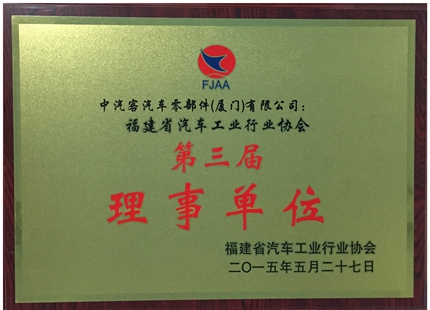 FJAA
中汽客汽车零部件(厦门)有限公司：
福建省汽车工业行业协会
第三届
理事单位
福建省汽车工业行业协会
二〇一五年五月二十七日